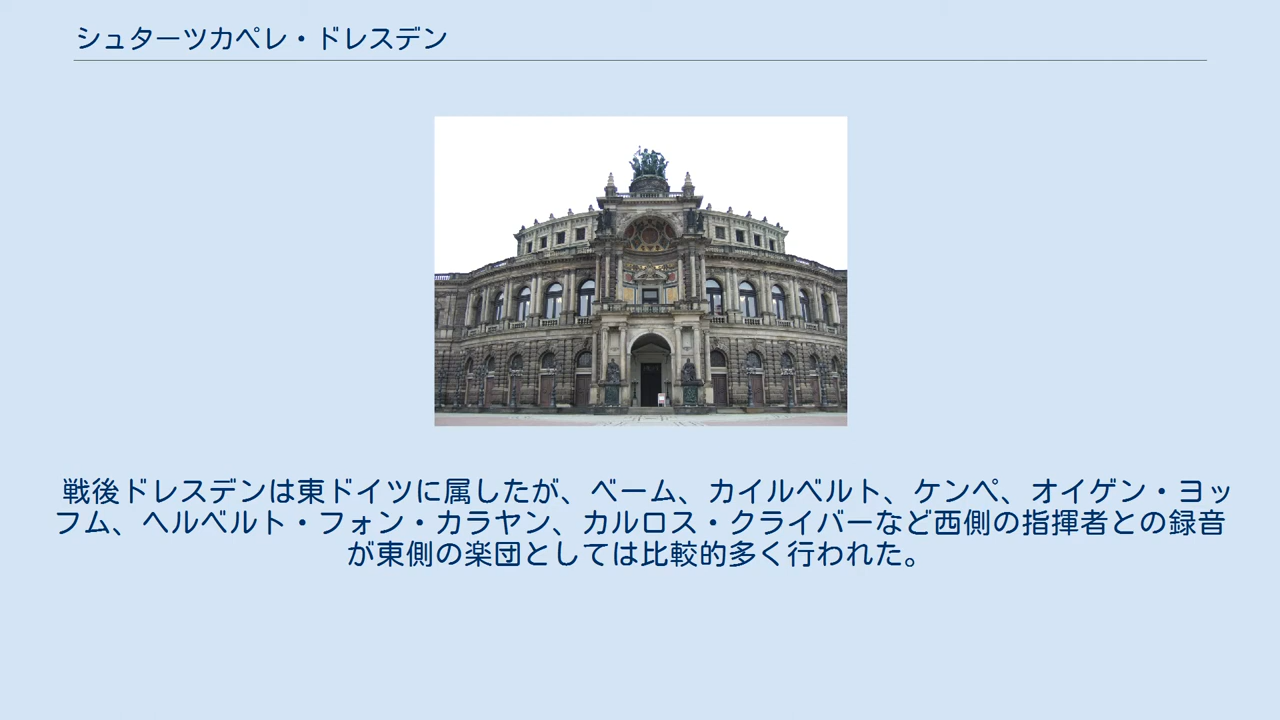 シュターツカペレ・ドレスデン
戦後ドレスデンは東ドイツに属したが、ベーム、カイルベルト、ケンペ、オイゲン・ヨッ
フム、ヘルベルト・フォン・カラヤン、カルロス・クライバーなど西側の指揮者との録音
が東側の楽団としては比較的多く行われた。